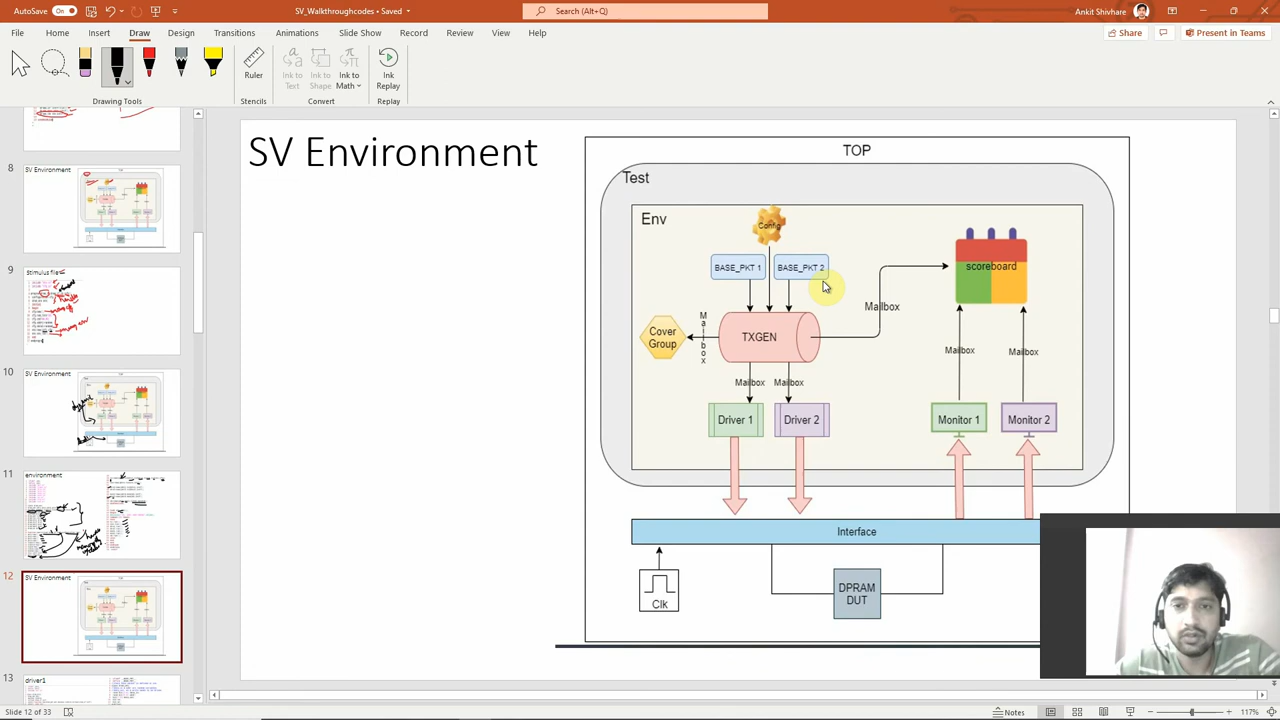 AutoSave On SV_Walkthroughcodes • Saved Search (Alt+Q) Ankit Shivhare
File Home Insert Draw Design Transitions Animations Slide Show Record Review View Help Share Present in Teams
Ruler
Ink to Text
Ink to Shape
Ink to Math
Ink Replay
Drawing Tools Stencils Convert Replay
8
SV Environment
9
Stimulus file
10
SV Environment
11
environment
12
SV Environment
13
driver1
SV Environment
TOP
Test
Env
Config
BASE_PKT 1 BASE_PKT 2
scoreboard
Mailbox
Cover Group
Mailbox
TXGEN
Mailbox Mailbox
Mailbox Mailbox
Driver 1 Driver 2
Monitor 1 Monitor 2
Interface
Clk
DPRAM DUT
Slide 12 of 33 Notes 117%